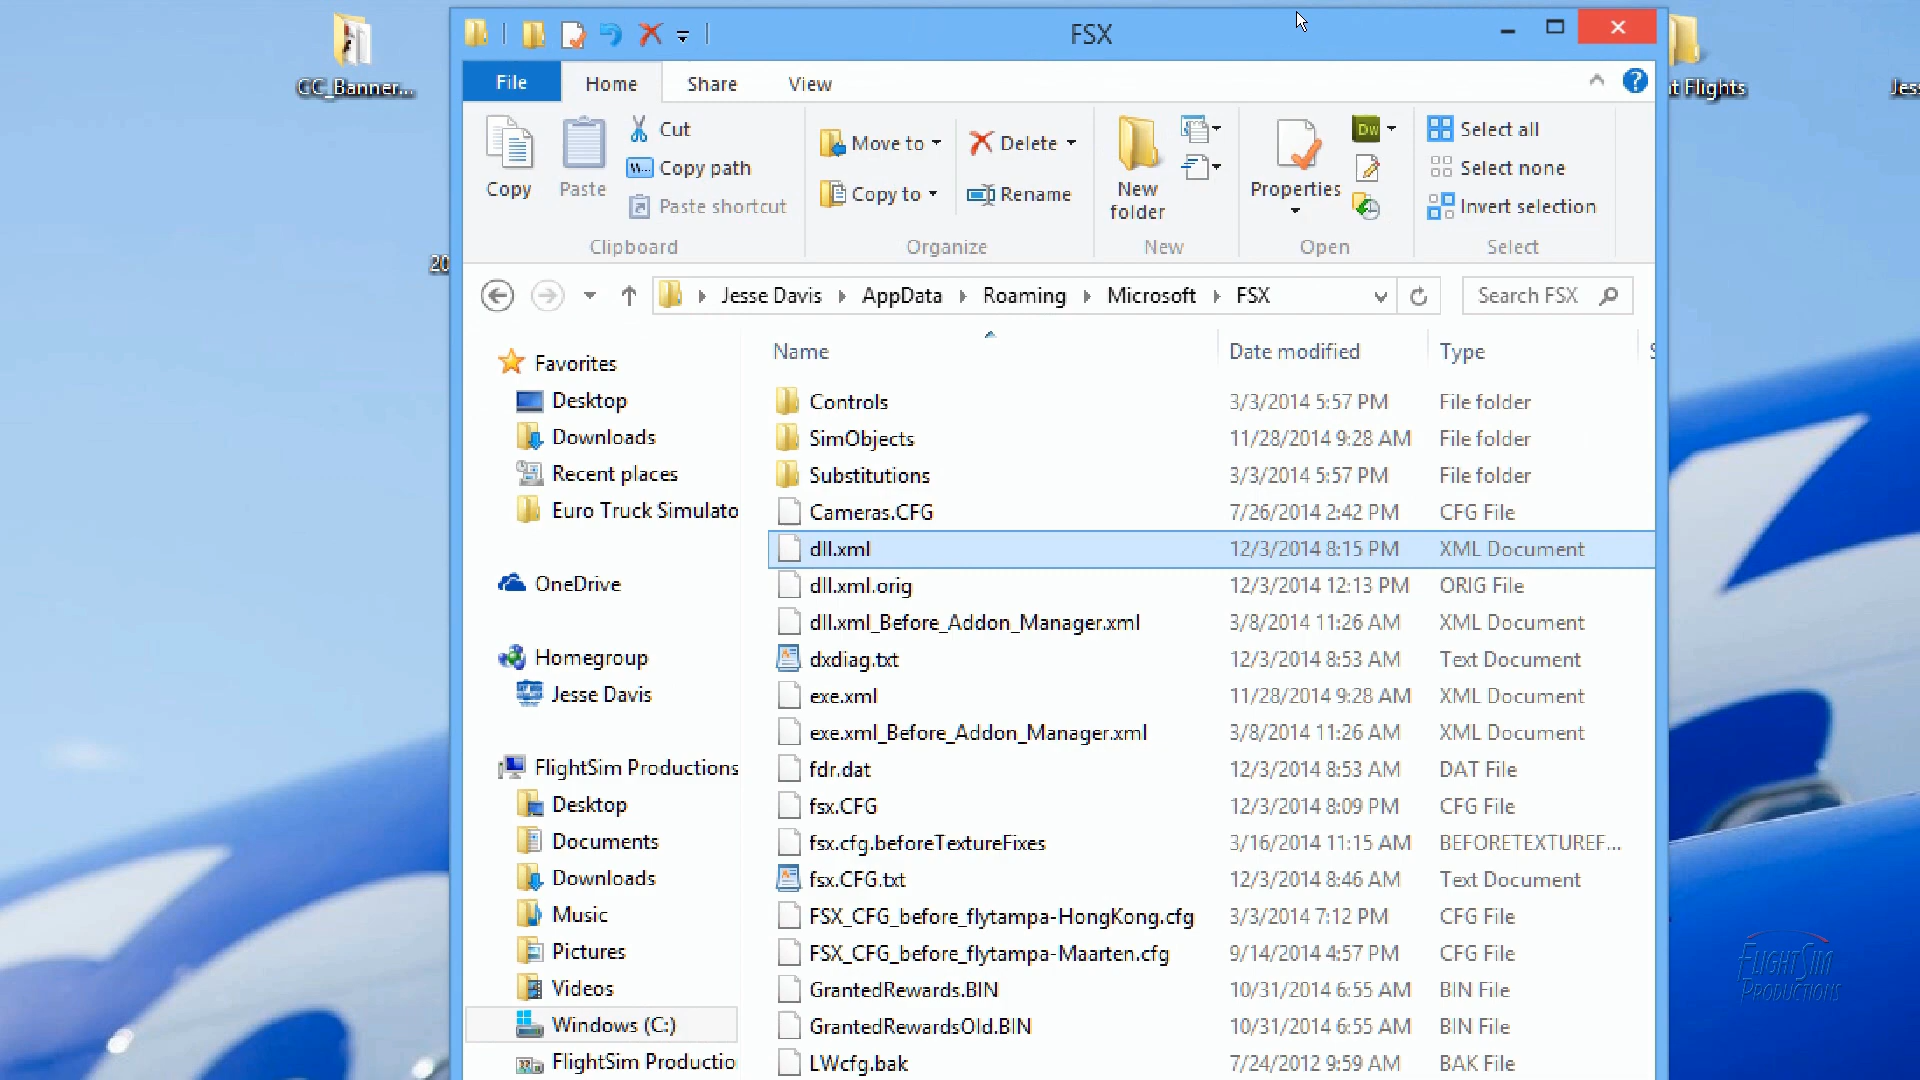 CC_Banner...
FSX
t Flights
Jess
20
File Home Share View
Copy
Paste
Cut
Copy path
Paste shortcut
Clipboard
Move to
Copy to
Delete
Rename
Organize
New folder
New
Properties
Open
Select all
Select none
Invert selection
Select
Jesse Davis AppData Roaming Microsoft FSX
Search FSX
Favorites
Desktop
Downloads
Recent places
Euro Truck Simulato
OneDrive
Homegroup
Jesse Davis
FlightSim Productions
Desktop
Documents
Downloads
Music
Pictures
Videos
Windows (C:)
FlightSim Productio
Name Date modified Type S
Controls 3/3/2014 5:57 PM File folder
SimObjects 11/28/2014 9:28 AM File folder
Substitutions 3/3/2014 5:57 PM File folder
Cameras.CFG 7/26/2014 2:42 PM CFG File
dll.xml 12/3/2014 8:15 PM XML Document
dll.xml.orig 12/3/2014 12:13 PM ORIG File
dll.xml_Before_Addon_Manager.xml 3/8/2014 11:26 AM XML Document
dxdiag.txt 12/3/2014 8:53 AM Text Document
exe.xml 11/28/2014 9:28 AM XML Document
exe.xml_Before_Addon_Manager.xml 3/8/2014 11:26 AM XML Document
fdr.dat 12/3/2014 8:53 AM DAT File
fsx.CFG 12/3/2014 8:09 PM CFG File
fsx.cfg.beforeTextureFixes 3/16/2014 11:15 AM BEFORETEXTUREF...
fsx.CFG.txt 12/3/2014 8:46 AM Text Document
FSX_CFG_before_flytampa-HongKong.cfg 3/3/2014 7:12 PM CFG File
FSX_CFG_before_flytampa-Maarten.cfg 9/14/2014 4:57 PM CFG File
GrantedRewards.BIN 10/31/2014 6:55 AM BIN File
GrantedRewardsOld.BIN 10/31/2014 6:55 AM BIN File
LWcfg.bak 7/24/2012 9:59 AM BAK File
FLIGHTSIM
PRODUCTIONS